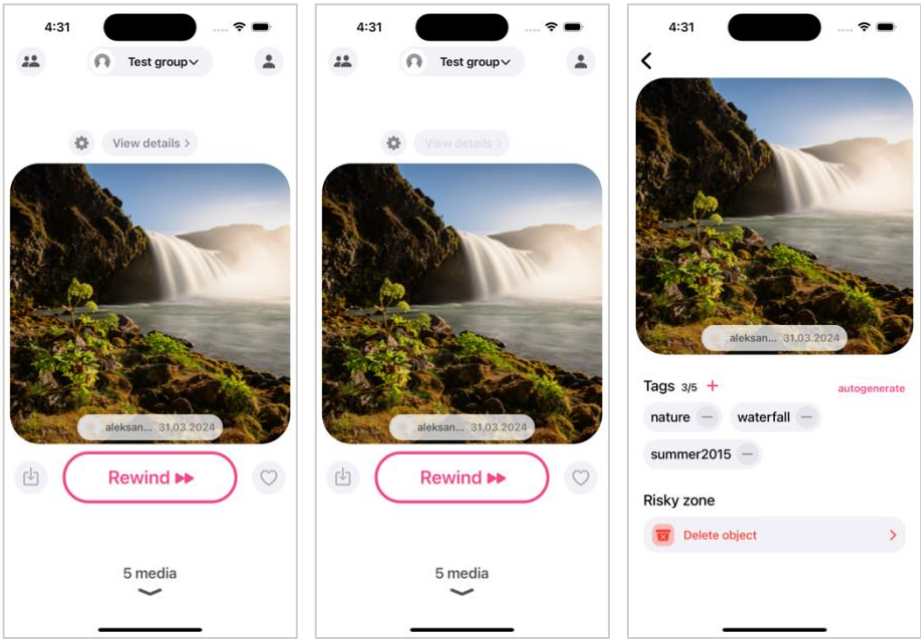 4:31
Test group
View details >
aleksan... 31.03.2024
Rewind
5 media
4:31
Test group
View details >
aleksan... 31.03.2024
Rewind
5 media
4:31
aleksan... 31.03.2024
Tags 3/5 +
autogenerate
nature — waterfall —
summer2015 —
Risky zone
Delete object